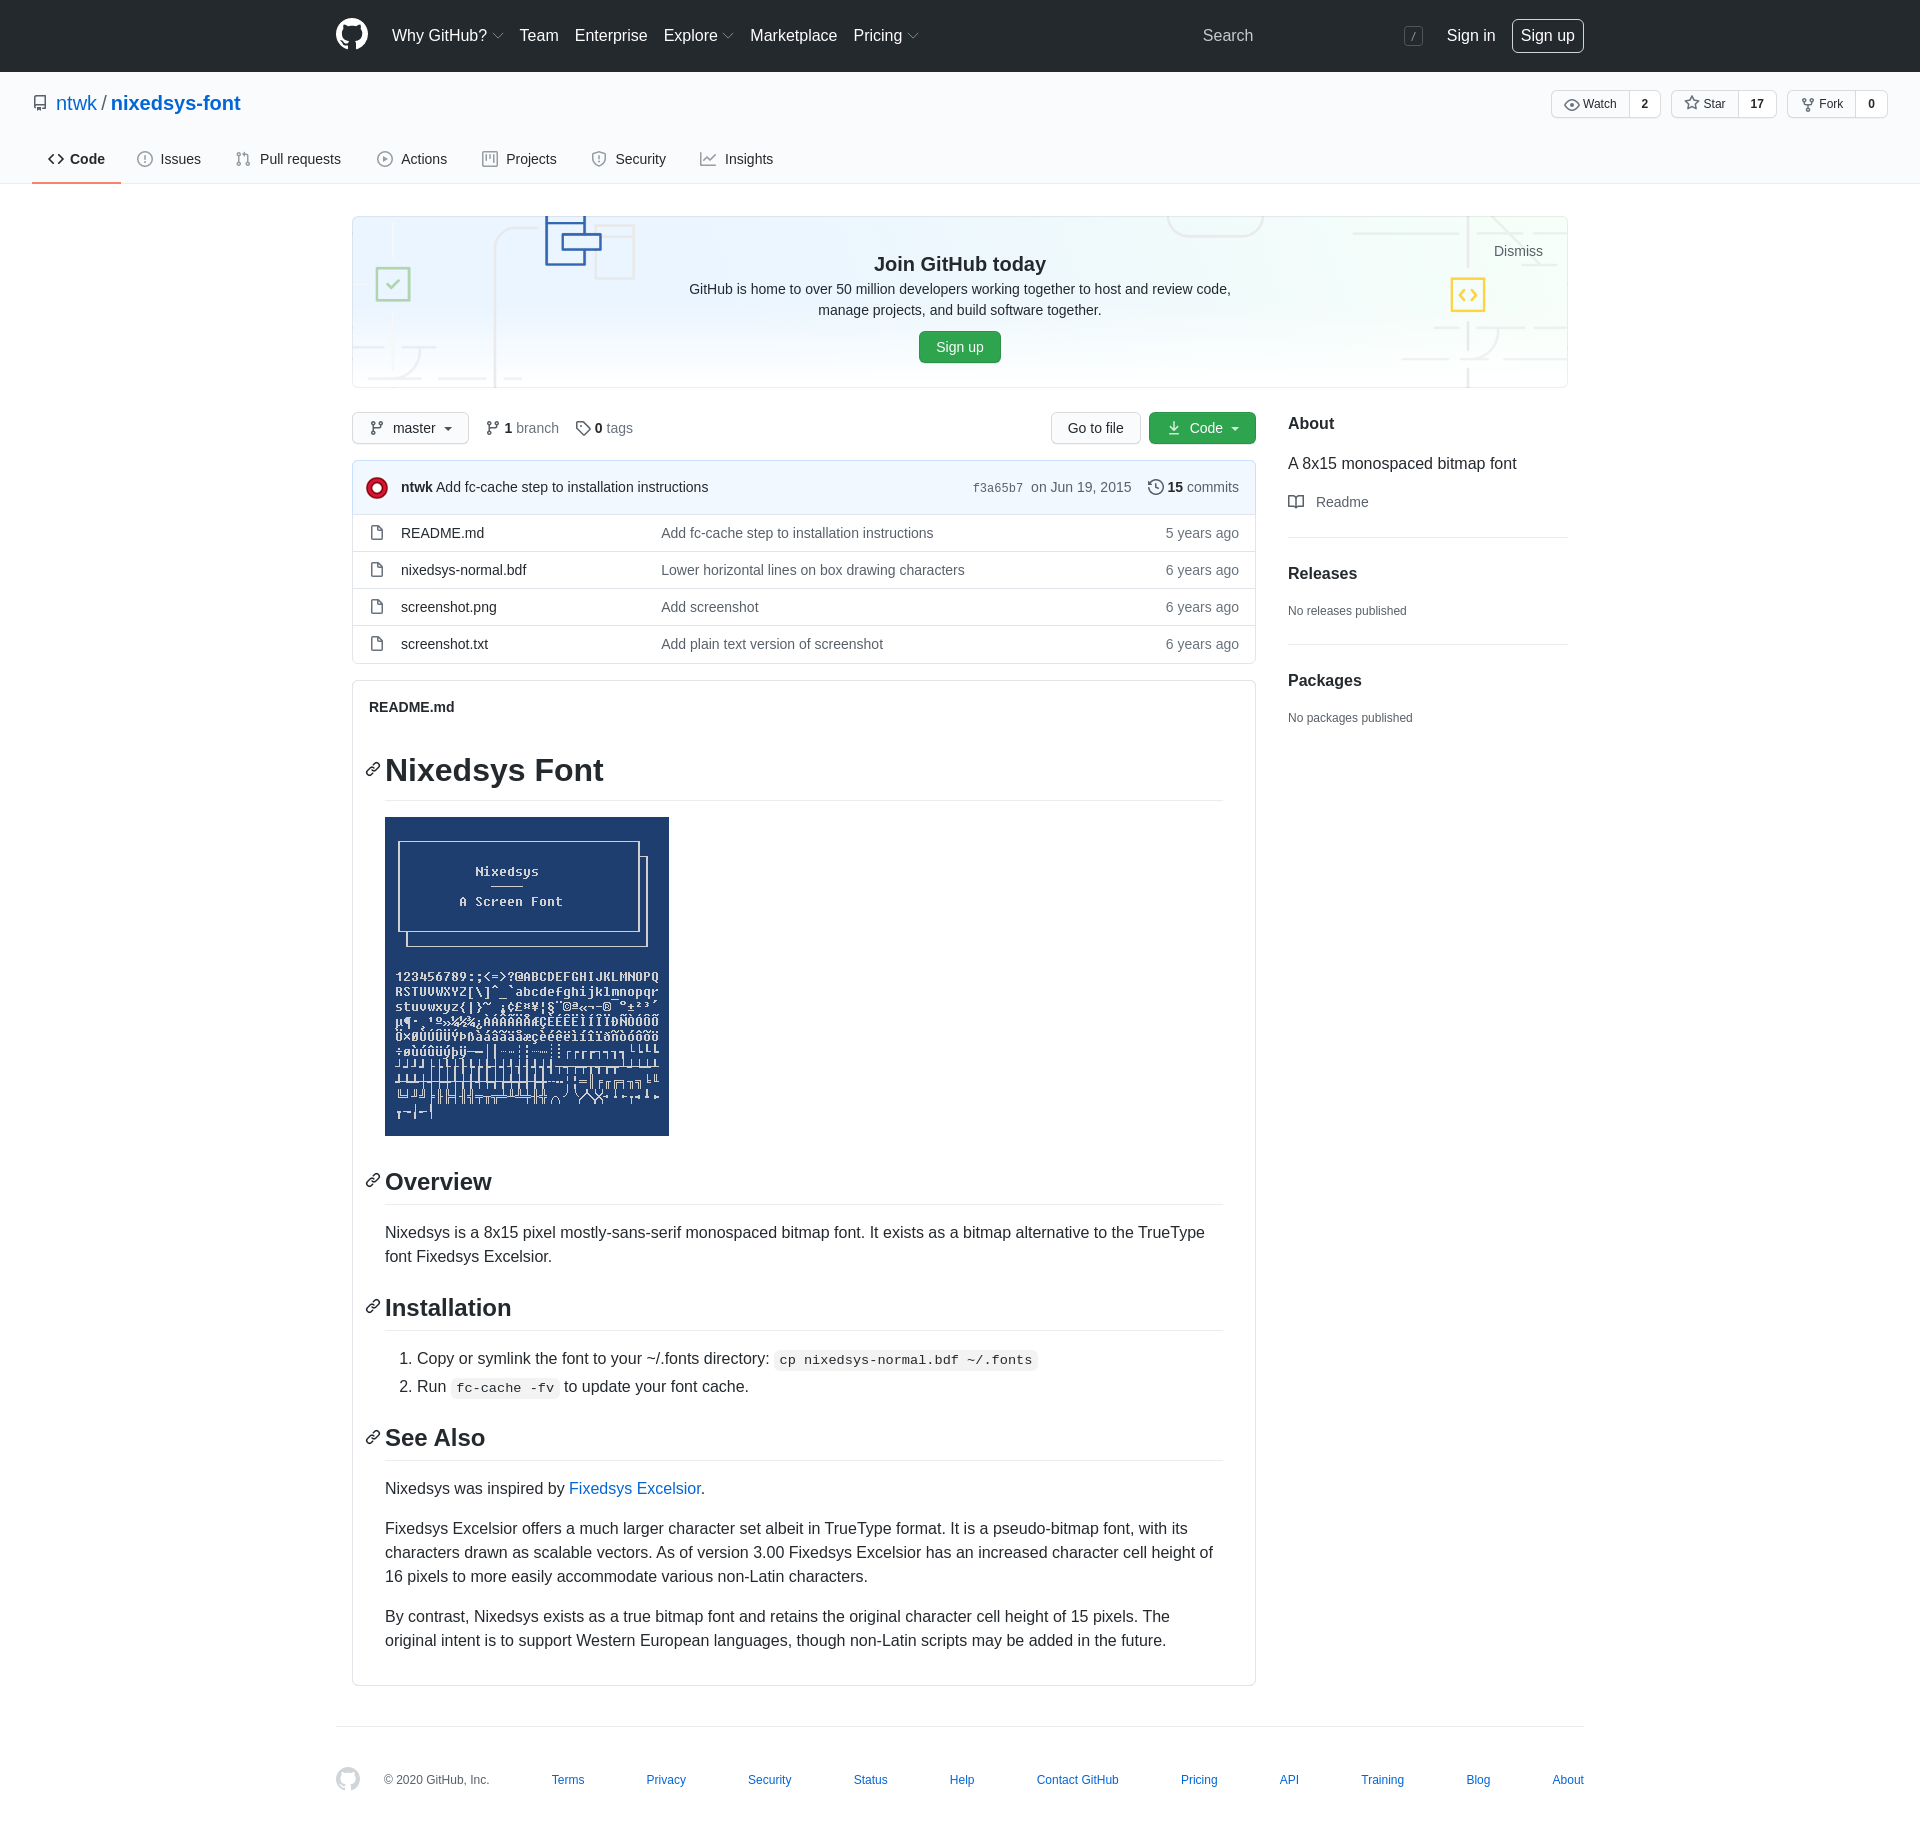 Why GitHub? Team Enterprise Explore Marketplace Pricing Search / Sign in Sign up
ntwk / nixedsys-font Watch 2 Star 17 Fork 0
Code Issues Pull requests Actions Projects Security Insights
Dismiss
Join GitHub today
GitHub is home to over 50 million developers working together to host and review code,
manage projects, and build software together.
Sign up
master 1 branch 0 tags Go to file Code
ntwk Add fc-cache step to installation instructions f3a65b7 on Jun 19, 2015 15 commits
README.md Add fc-cache step to installation instructions 5 years ago
nixedsys-normal.bdf Lower horizontal lines on box drawing characters 6 years ago
screenshot.png Add screenshot 6 years ago
screenshot.txt Add plain text version of screenshot 6 years ago
About
A 8x15 monospaced bitmap font
Readme
Releases
No releases published
Packages
No packages published
README.md
Nixedsys Font
Nixedsys
A Screen Font
123456789:;<=>?@ABCDEFGHIJKLMNOPQ
RSTUVWXYZ[\]^_`abcdefghijklmnopqr
Overview
Nixedsys is a 8x15 pixel mostly-sans-serif monospaced bitmap font. It exists as a bitmap alternative to the TrueType
font Fixedsys Excelsior.
Installation
1. Copy or symlink the font to your ~/.fonts directory: cp nixedsys-normal.bdf ~/.fonts
2. Run fc-cache -fv to update your font cache.
See Also
Nixedsys was inspired by Fixedsys Excelsior.
Fixedsys Excelsior offers a much larger character set albeit in TrueType format. It is a pseudo-bitmap font, with its
characters drawn as scalable vectors. As of version 3.00 Fixedsys Excelsior has an increased character cell height of
16 pixels to more easily accommodate various non-Latin characters.
By contrast, Nixedsys exists as a true bitmap font and retains the original character cell height of 15 pixels. The
original intent is to support Western European languages, though non-Latin scripts may be added in the future.
© 2020 GitHub, Inc. Terms Privacy Security Status Help Contact GitHub Pricing API Training Blog About